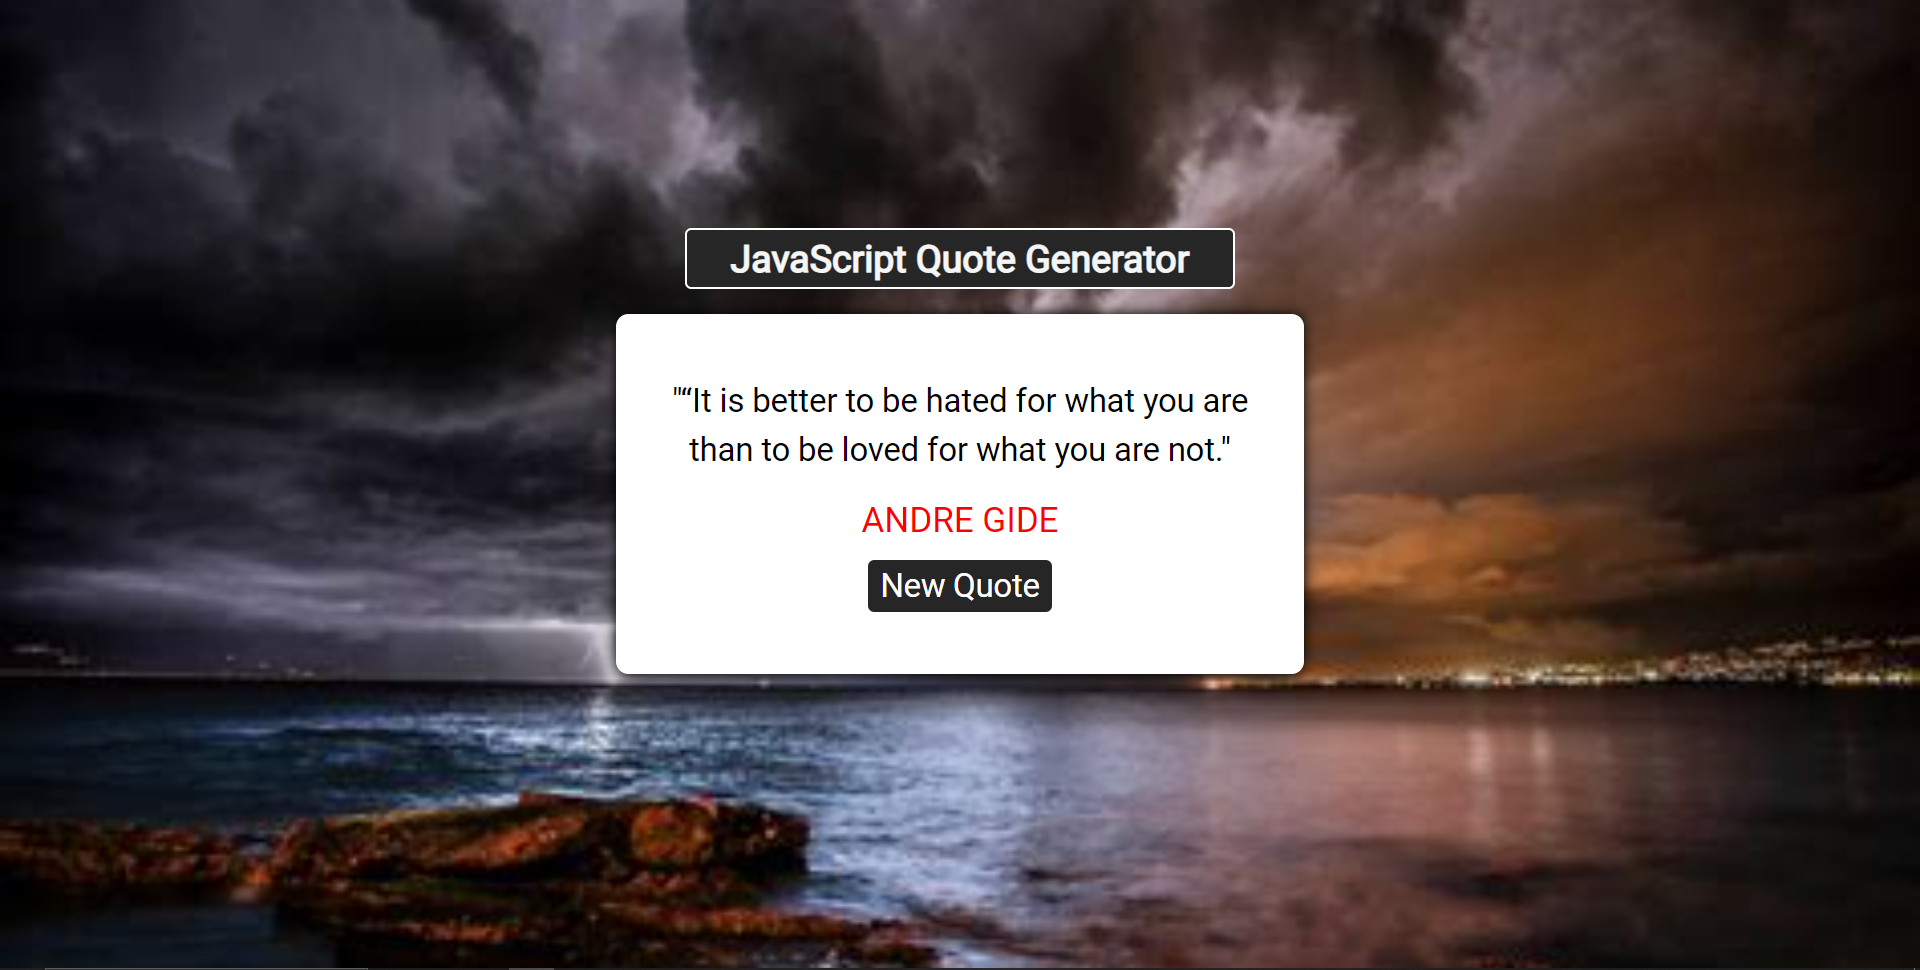 JavaScript Quote Generator
"“It is better to be hated for what you are
than to be loved for what you are not."
ANDRE GIDE
New Quote